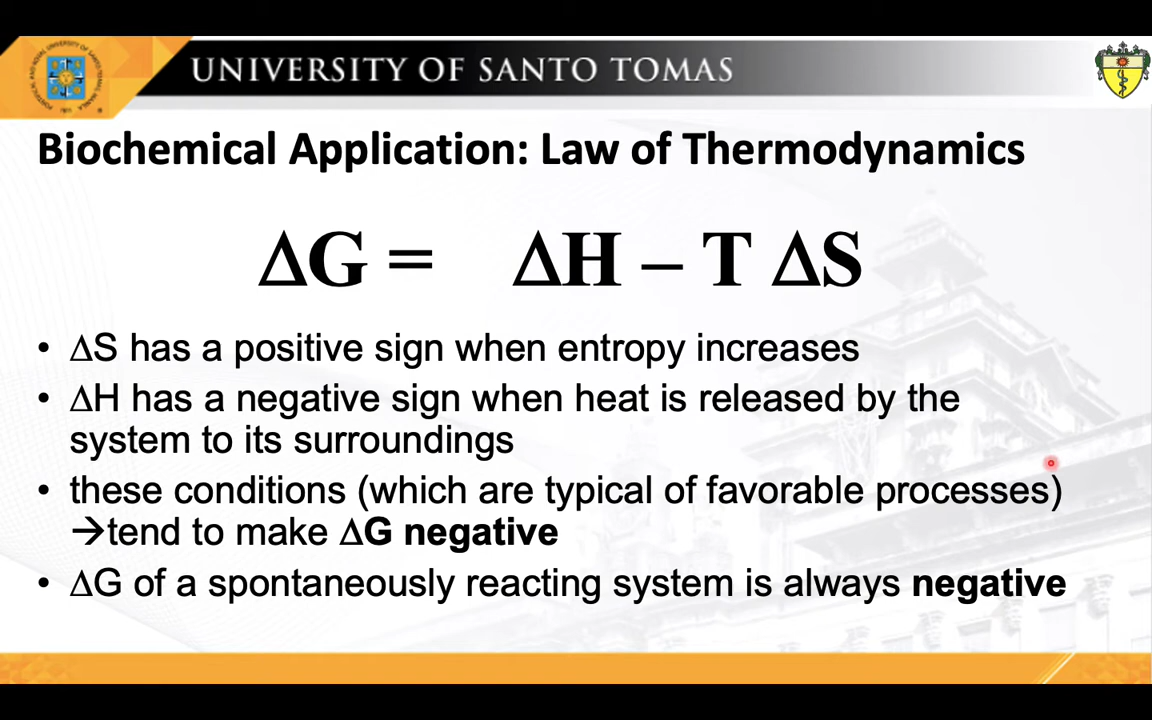 UNIVERSITY OF SANTO TOMAS
Biochemical Application: Law of Thermodynamics
ΔG = ΔH – T ΔS
• ΔS has a positive sign when entropy increases
• ΔH has a negative sign when heat is released by the
system to its surroundings
• these conditions (which are typical of favorable processes)
→tend to make ΔG negative
• ΔG of a spontaneously reacting system is always negative